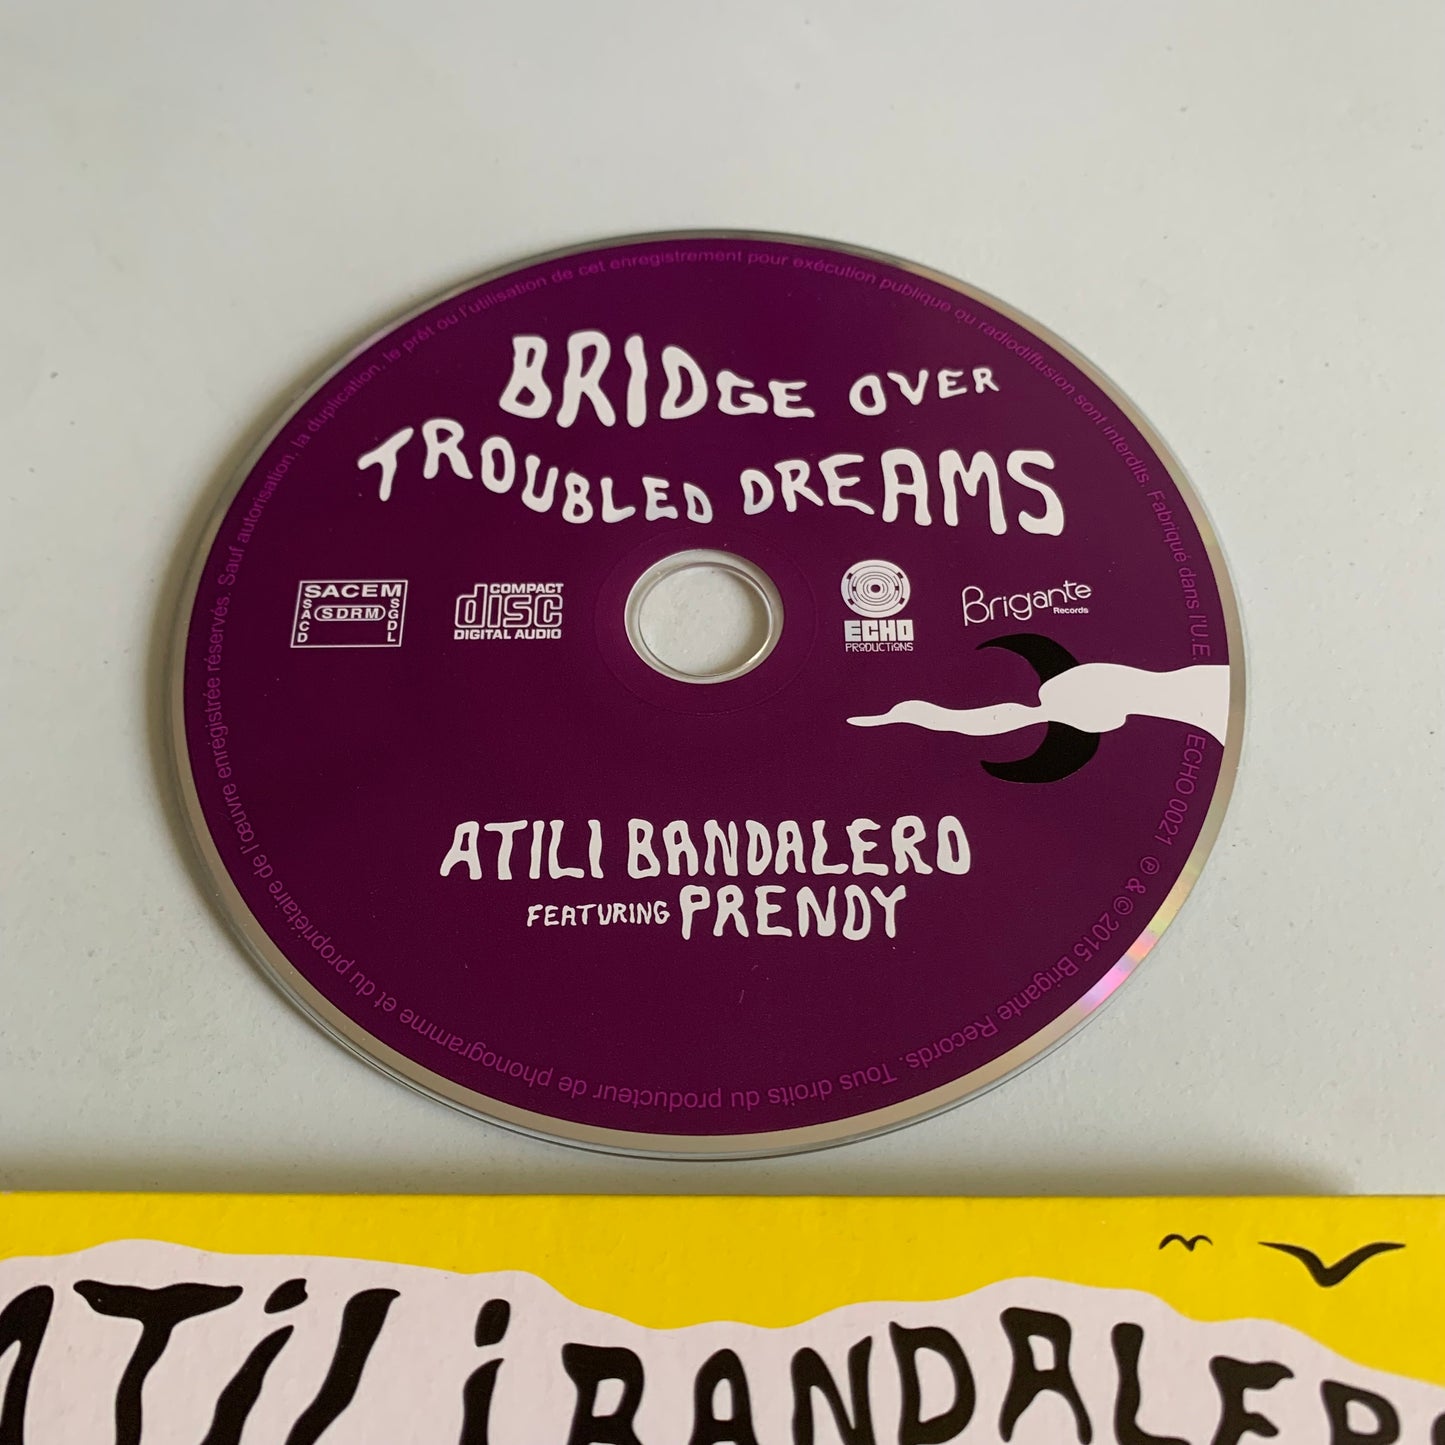 BRIDGE OVER
TROUBLED DREAMS
SACEM
SACD
SDRM
SGDL
COMPACT
disc
DIGITAL AUDIO
ECHO
PRODUCTIONS
Brigante
Records
ATILI BANDALERO
FEATURING PRENDY
ECHO 0021 ℗ & © 2015 Brigante Records. Tous droits du producteur de phonogramme et du propriétaire de l'œuvre enregistrée réservés. Sauf autorisation, la duplication, le prêt ou l'utilisation de cet enregistrement pour exécution publique ou radiodiffusion sont interdits. Fabriqué dans l'U.E.
ATiLi BANDALERO